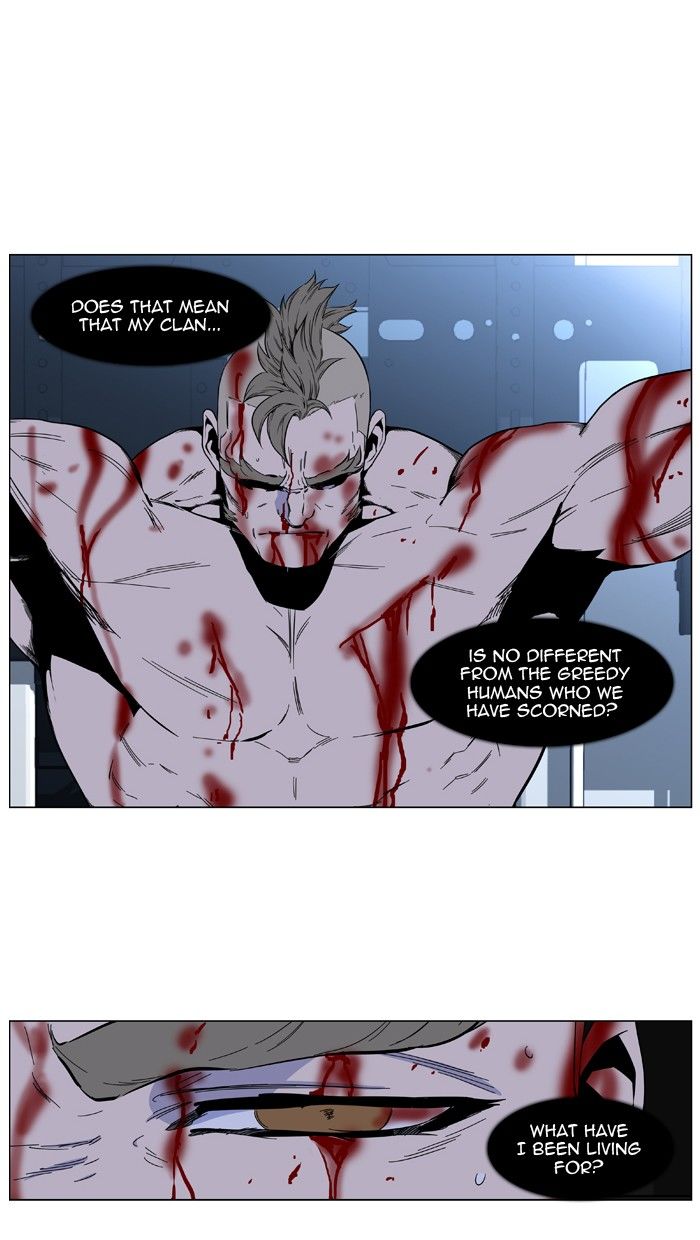 DOES THAT MEAN
THAT MY CLAN...
IS NO DIFFERENT
FROM THE GREEDY
HUMANS WHO WE
HAVE SCORNED?
WHAT HAVE
I BEEN LIVING
FOR?